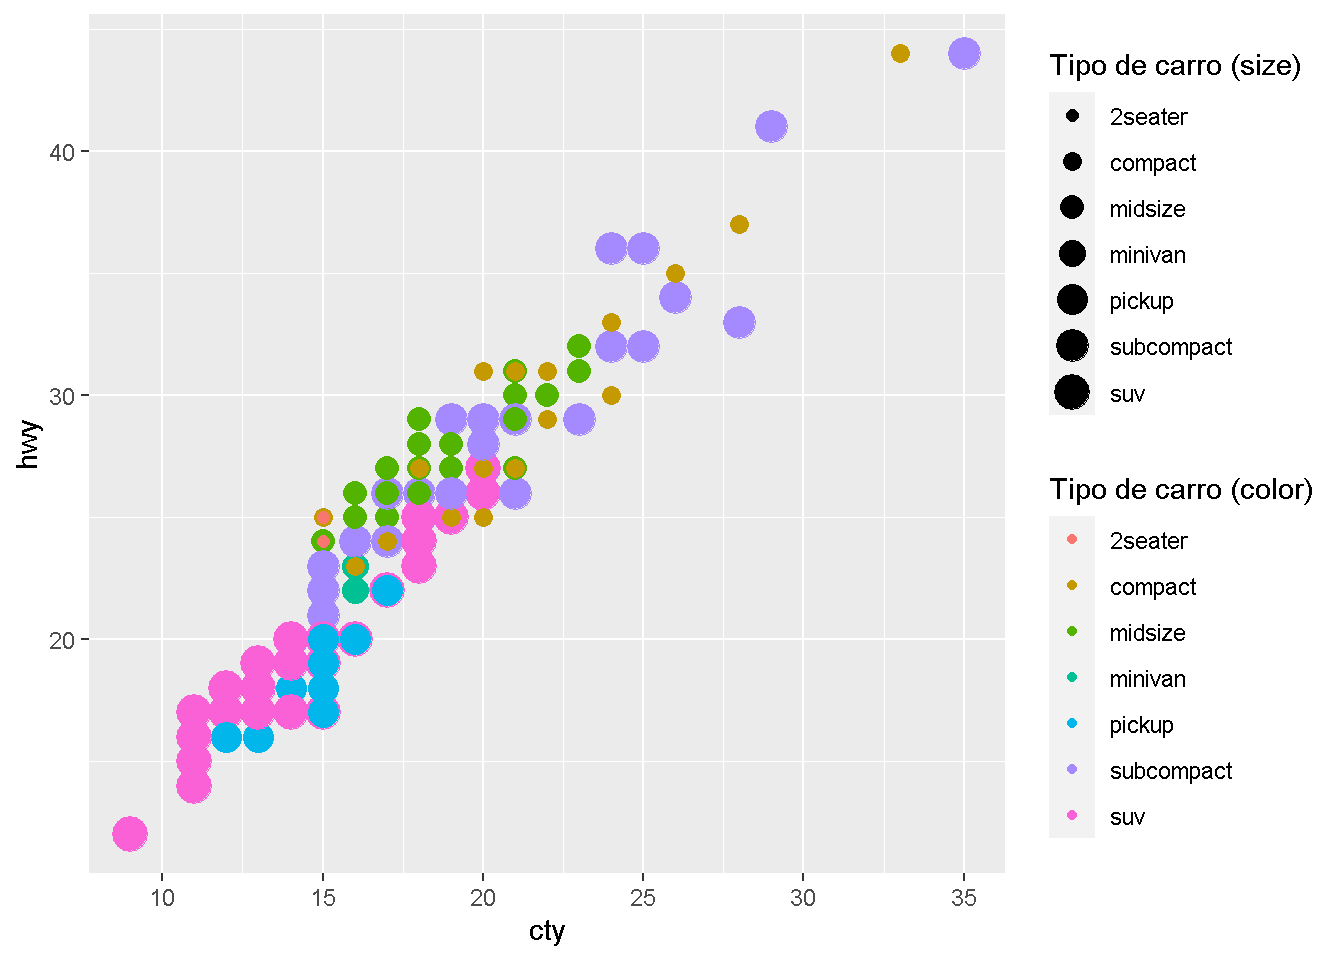 hwy
40
30
20
10
15
20
25
30
35
cty
Tipo de carro (size)
2seater
compact
midsize
minivan
pickup
subcompact
suv
Tipo de carro (color)
2seater
compact
midsize
minivan
pickup
subcompact
suv